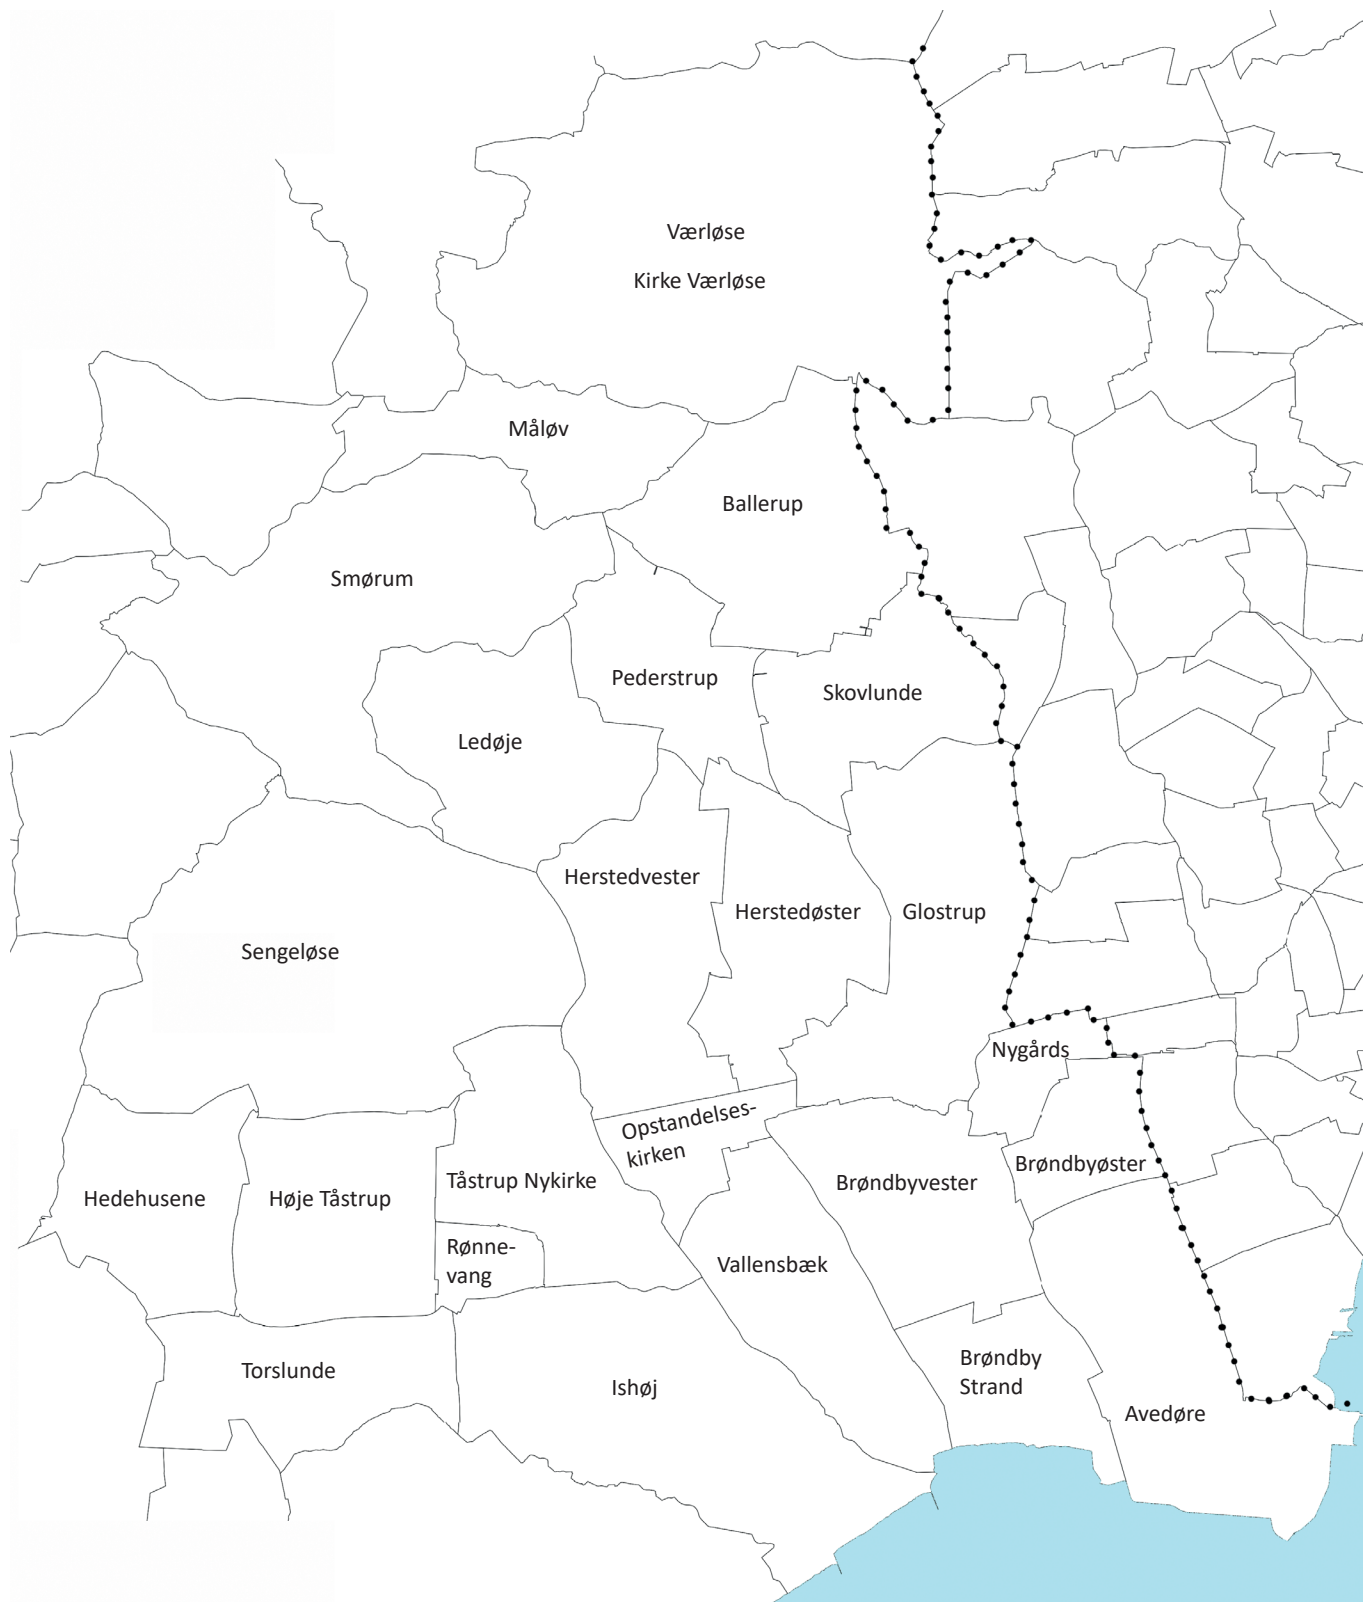 Værløse
Kirke Værløse
Måløv
Ballerup
Smørum
Pederstrup
Skovlunde
Ledøje
Herstedvester
Herstedøster
Glostrup
Sengeløse
Nygårds
Opstandelses-
kirken
Brøndbyøster
Tåstrup Nykirke
Brøndbyvester
Hedehusene
Høje Tåstrup
Rønne-
vang
Vallensbæk
Torslunde
Ishøj
Brøndby
Strand
Avedøre